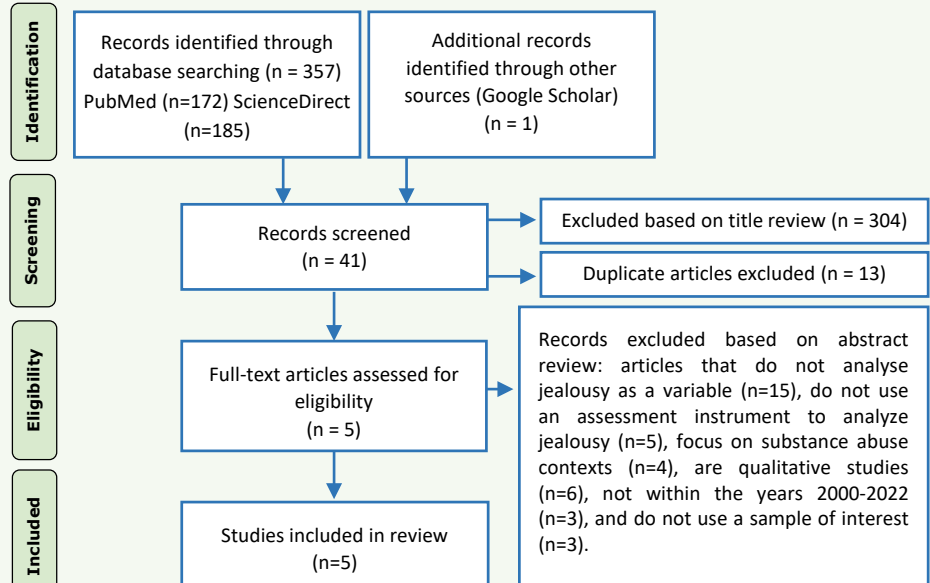 Identification
Records identified through
database searching (n = 357)
PubMed (n=172) ScienceDirect
(n=185)
Additional records
identified through other
sources (Google Scholar)
(n = 1)
Screening
Records screened
(n = 41)
Excluded based on title review (n = 304)
Duplicate articles excluded (n = 13)
Eligibility
Full-text articles assessed for
eligibility
(n = 5)
Records excluded based on abstract
review: articles that do not analyse
jealousy as a variable (n=15), do not use
an assessment instrument to analyze
jealousy (n=5), focus on substance abuse
contexts (n=4), are qualitative studies
(n=6), not within the years 2000-2022
(n=3), and do not use a sample of interest
(n=3).
Included
Studies included in review
(n=5)